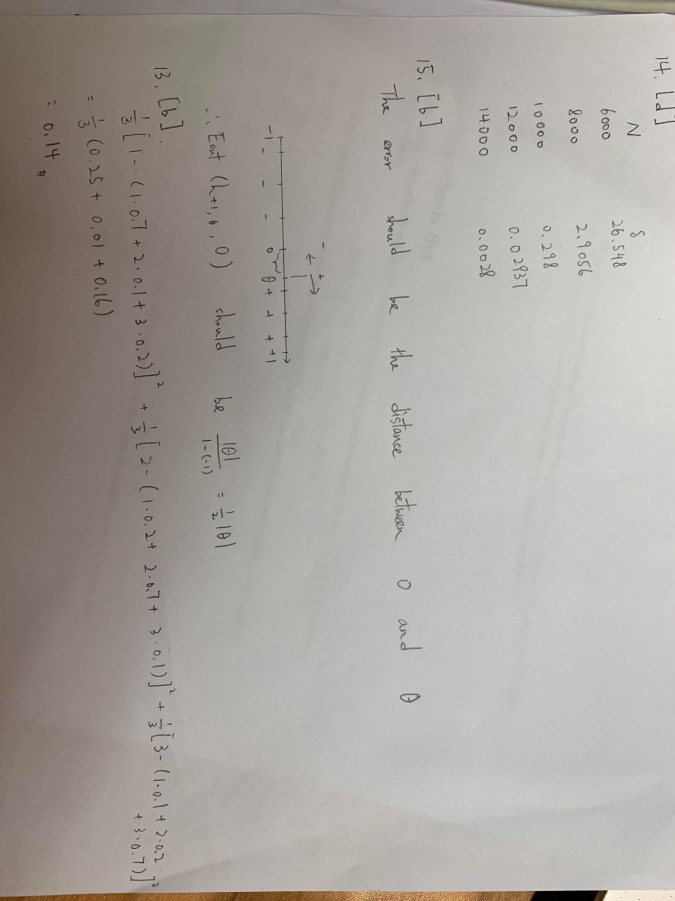 14. [d]
N δ
6000 26.548
8000 2.9056
10000 0.298
12000 0.02937
14000 0.0028
15. [b]
The error should be the distance between 0 and θ
- +
-1 - - - 0 θ + + + +1
∴ Eout (h+1,θ, 0) should be |θ| / 1-(-1) = 1/2 |θ|
13. [b].
1/3 [1 - (1·0.7 + 2·0.1 + 3·0.2)]² + 1/3 [2 - (1·0.2 + 2·0.7 + 3·0.1)]² + 1/3 [3 - (1·0.1 + 2·0.2
+ 3·0.7)]²
= 1/3 (0.25 + 0.01 + 0.16)
= 0.14